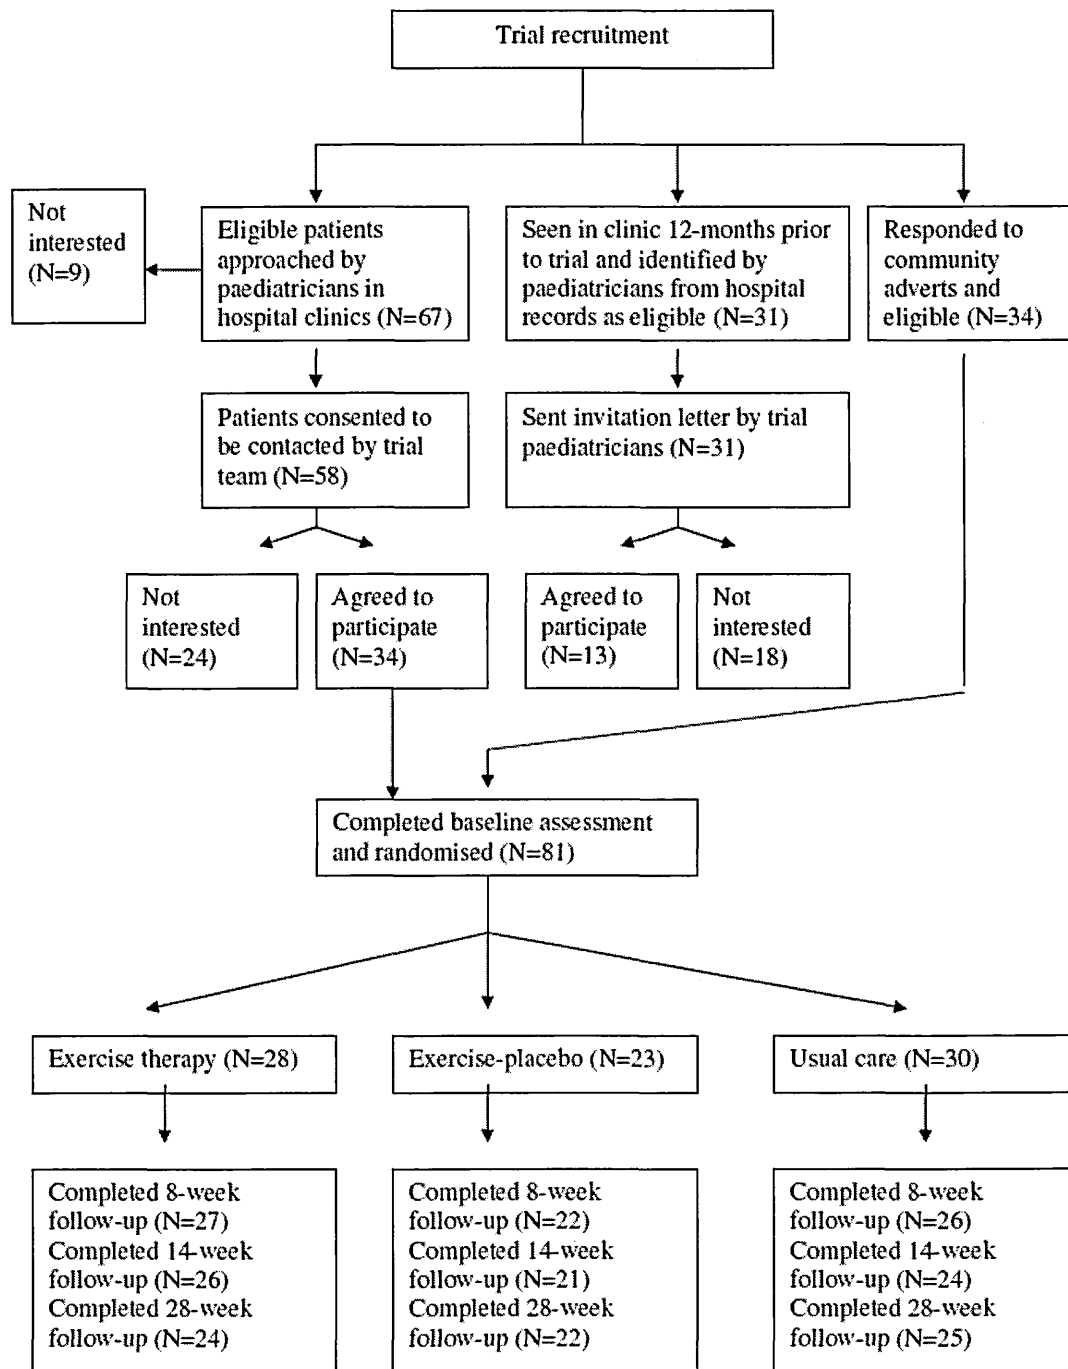 Trial recruitment
Not
interested
(N=9)
Eligible patients
approached by
paediatricians in
hospital clinics (N=67)
Seen in clinic 12-months prior
to trial and identified by
paediatricians from hospital
records as eligible (N=31)
Responded to
community
adverts and
eligible (N=34)
Patients consented to
be contacted by trial
team (N=58)
Sent invitation letter by trial
paediatricians (N=31)
Not
interested
(N=24)
Agreed to
participate
(N=34)
Agreed to
participate
(N=13)
Not
interested
(N=18)
Completed baseline assessment
and randomised (N=81)
Exercise therapy (N=28)
Exercise-placebo (N=23)
Usual care (N=30)
Completed 8-week
follow-up (N=27)
Completed 14-week
follow-up (N=26)
Completed 28-week
follow-up (N=24)
Completed 8-week
follow-up (N=22)
Completed 14-week
follow-up (N=21)
Completed 28-week
follow-up (N=22)
Completed 8-week
follow-up (N=26)
Completed 14-week
follow-up (N=24)
Completed 28-week
follow-up (N=25)